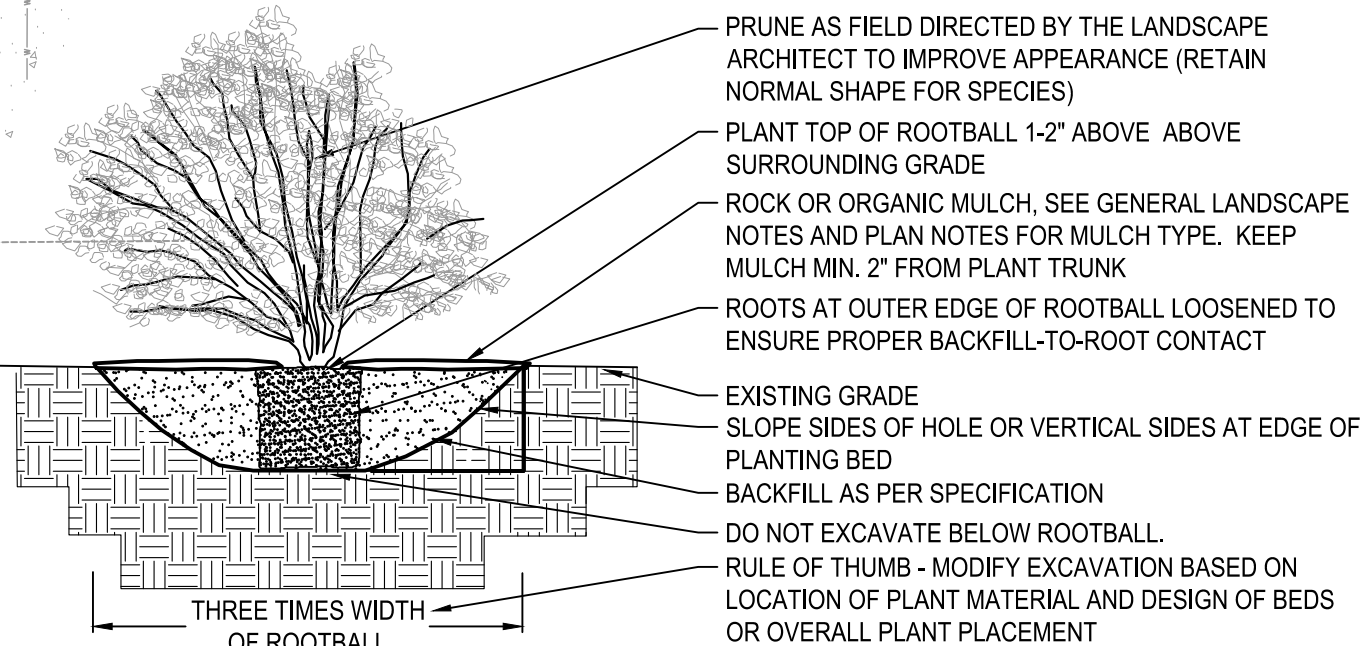 PRUNE AS FIELD DIRECTED BY THE LANDSCAPE
ARCHITECT TO IMPROVE APPEARANCE (RETAIN
NORMAL SHAPE FOR SPECIES)
PLANT TOP OF ROOTBALL 1-2" ABOVE ABOVE
SURROUNDING GRADE
ROCK OR ORGANIC MULCH, SEE GENERAL LANDSCAPE
NOTES AND PLAN NOTES FOR MULCH TYPE. KEEP
MULCH MIN. 2" FROM PLANT TRUNK
ROOTS AT OUTER EDGE OF ROOTBALL LOOSENED TO
ENSURE PROPER BACKFILL-TO-ROOT CONTACT
EXISTING GRADE
SLOPE SIDES OF HOLE OR VERTICAL SIDES AT EDGE OF
PLANTING BED
BACKFILL AS PER SPECIFICATION
DO NOT EXCAVATE BELOW ROOTBALL.
RULE OF THUMB - MODIFY EXCAVATION BASED ON
LOCATION OF PLANT MATERIAL AND DESIGN OF BEDS
OR OVERALL PLANT PLACEMENT
THREE TIMES WIDTH
OF ROOTBALL